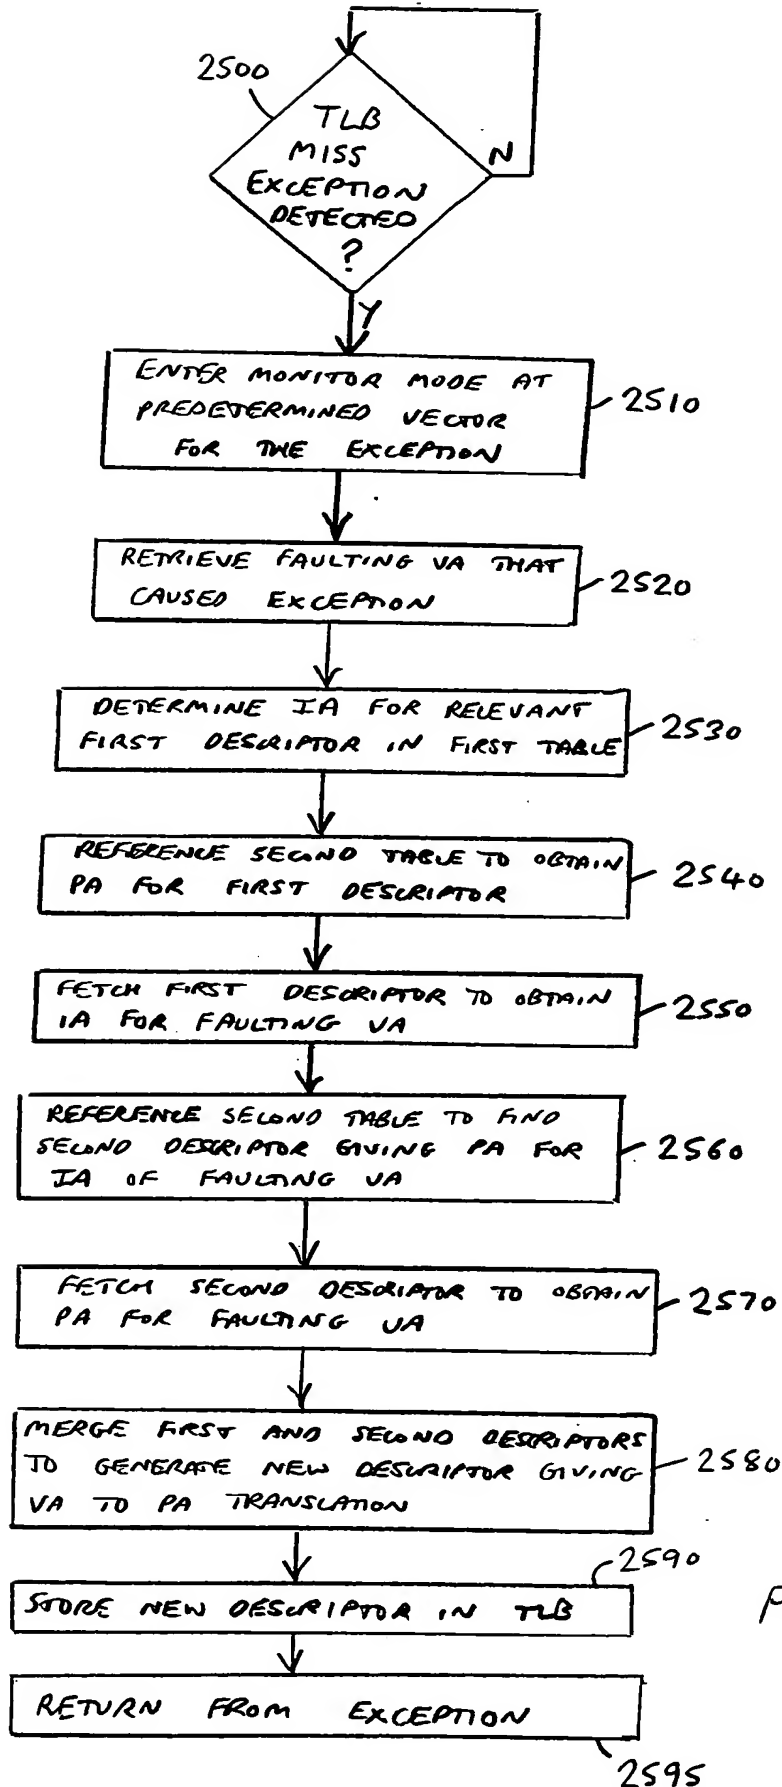 2500
TLB
MISS
EXCEPTION
DETECTED
?
N
Y
ENTER MONITOR MODE AT
PREDETERMINED VECTOR
FOR THE EXCEPTION
2510
RETRIEVE FAULTING VA THAT
CAUSED EXCEPTION
2520
DETERMINE IA FOR RELEVANT
FIRST DESCRIPTOR IN FIRST TABLE
2530
REFERENCE SECOND TABLE TO OBTAIN
PA FOR FIRST DESCRIPTOR
2540
FETCH FIRST DESCRIPTOR TO OBTAIN
IA FOR FAULTING VA
2550
REFERENCE SECOND TABLE TO FIND
SECOND DESCRIPTOR GIVING PA FOR
IA OF FAULTING VA
2560
FETCH SECOND DESCRIPTOR TO OBTAIN
PA FOR FAULTING VA
2570
MERGE FIRST AND SECOND DESCRIPTORS
TO GENERATE NEW DESCRIPTOR GIVING
VA TO PA TRANSLATION
2580
2590
STORE NEW DESCRIPTOR IN TLB
RETURN FROM EXCEPTION
2595